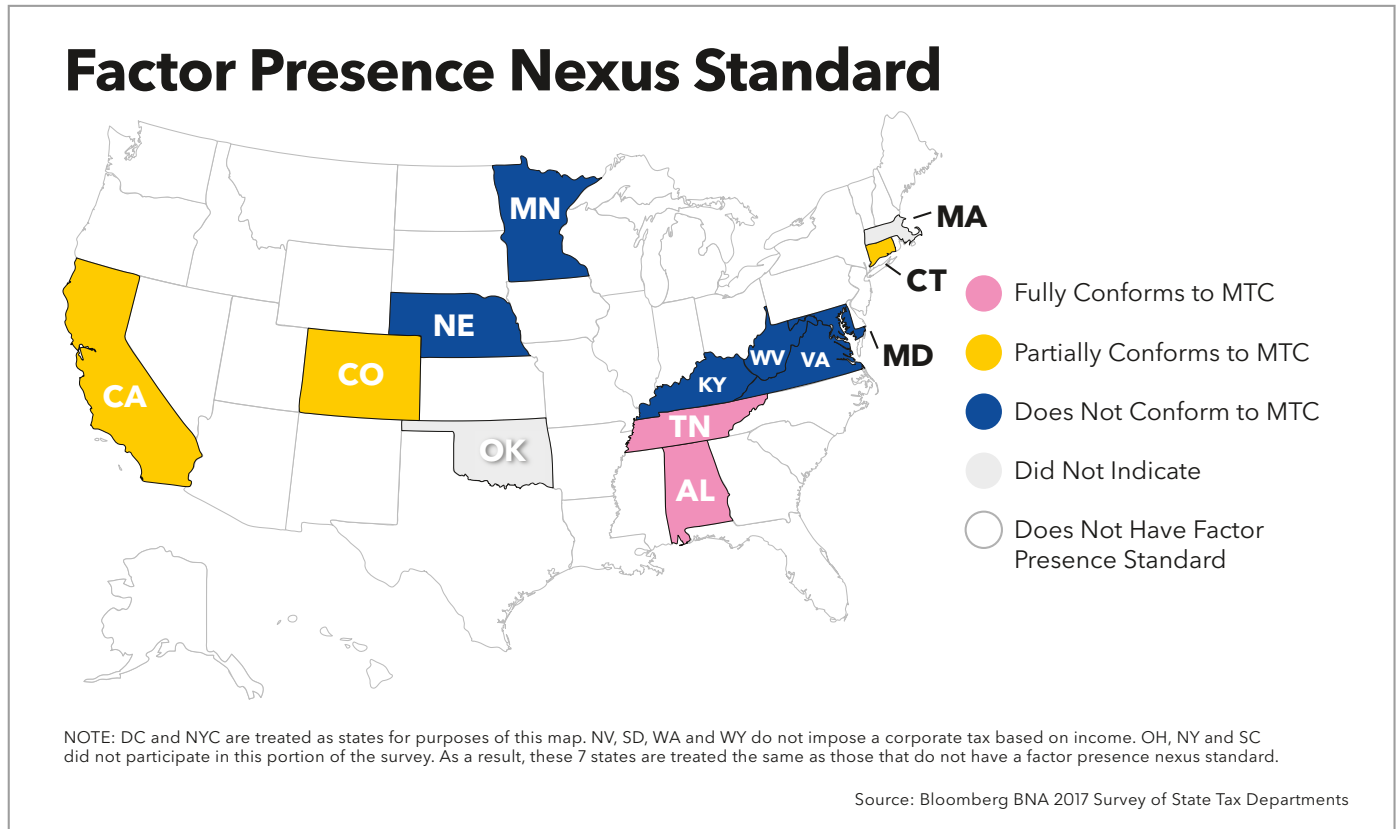 Factor Presence Nexus Standard
MN
MA
CT
NE
MD
WV
VA
CO
KY
CA
TN
OK
AL
Fully Conforms to MTC
Partially Conforms to MTC
Does Not Conform to MTC
Did Not Indicate
Does Not Have Factor
Presence Standard
NOTE: DC and NYC are treated as states for purposes of this map. NV, SD, WA and WY do not impose a corporate tax based on income. OH, NY and SC
did not participate in this portion of the survey. As a result, these 7 states are treated the same as those that do not have a factor presence nexus standard.
Source: Bloomberg BNA 2017 Survey of State Tax Departments